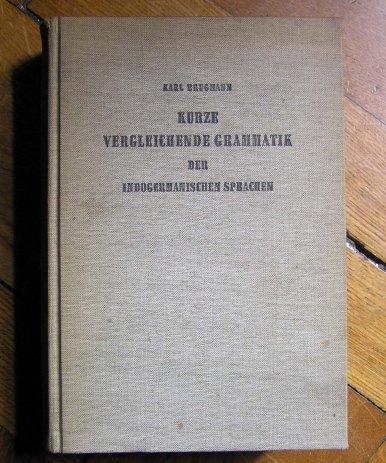 KARL BRUGMANN
KURZE
VERGLEICHENDE GRAMMATIK
DER
INDOGERMANISCHEN SPRACHEN